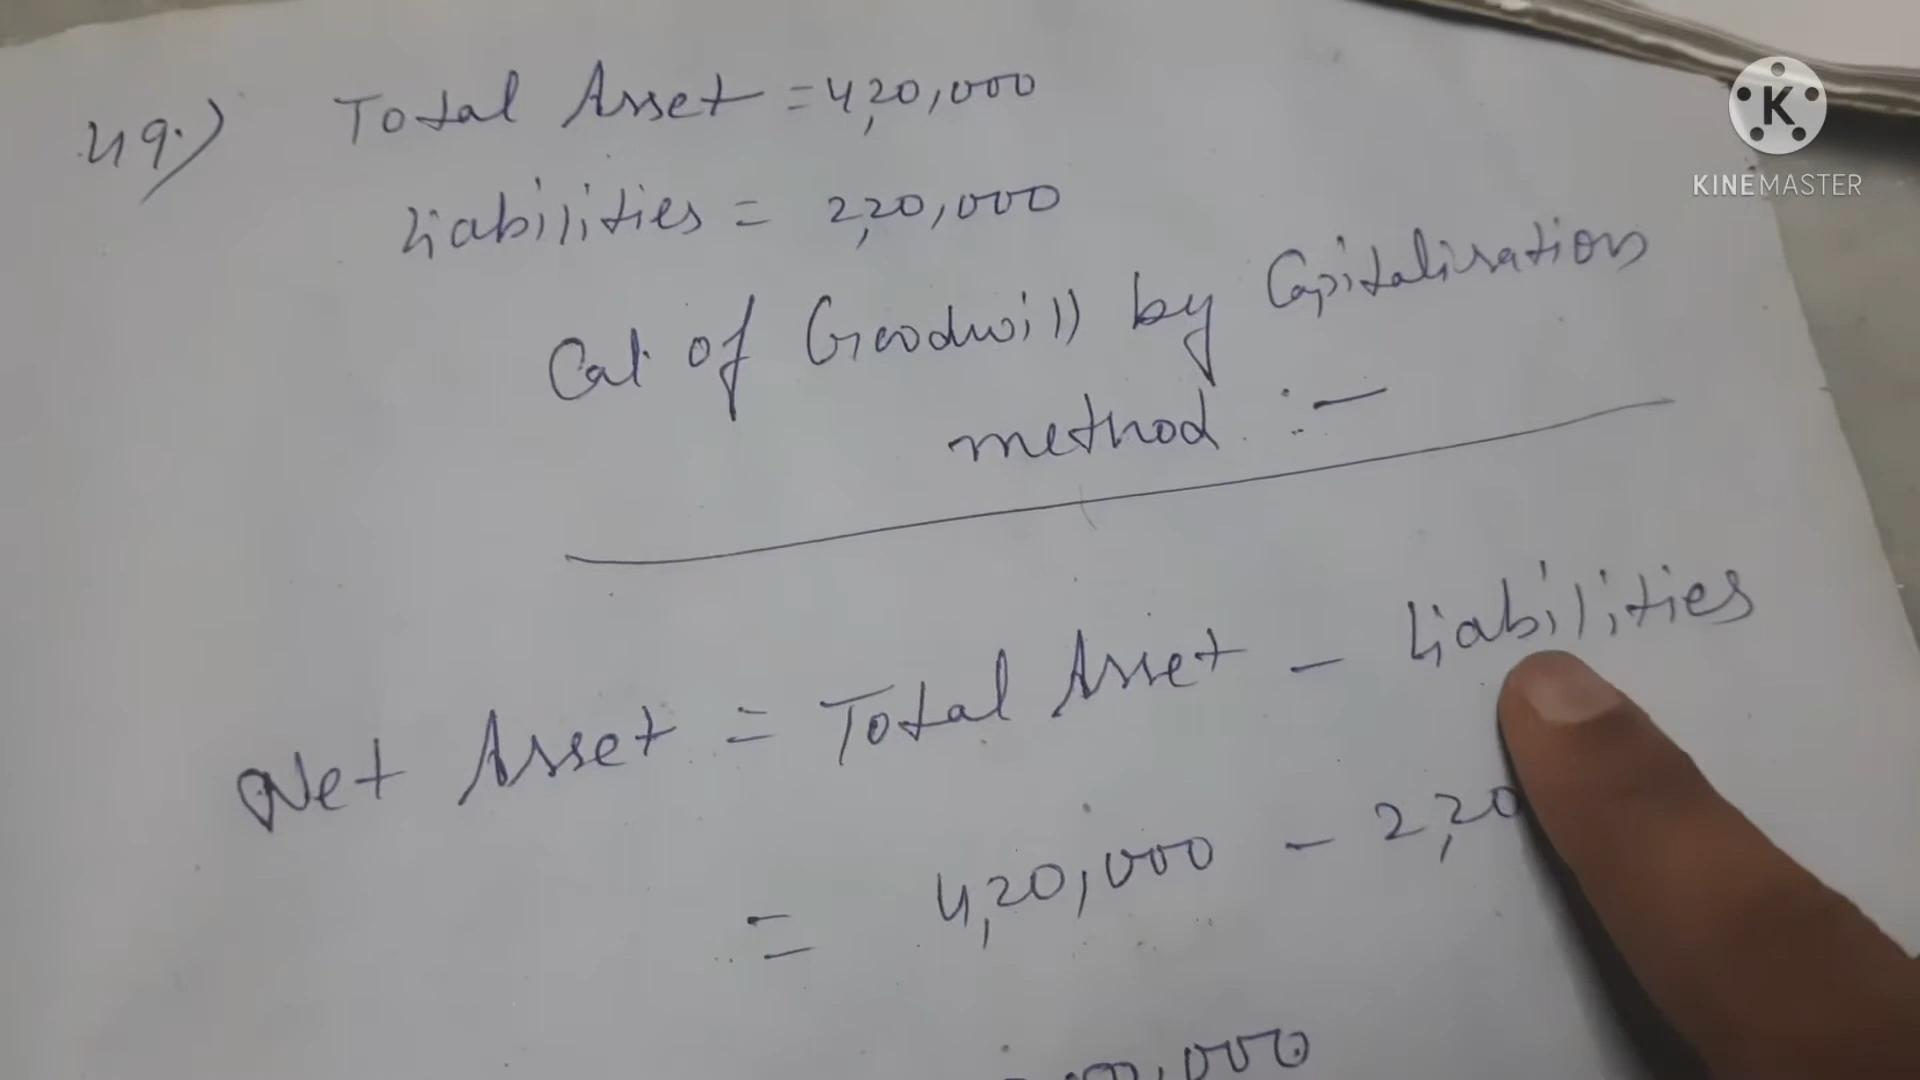 49.) Total Asset = 4,20,000
Liabilities = 2,20,000
Cal. of Goodwill by Capitalisation
method :-
Net Asset = Total Asset - Liabilities
= 4,20,000 - 2,20
K
KINEMASTER